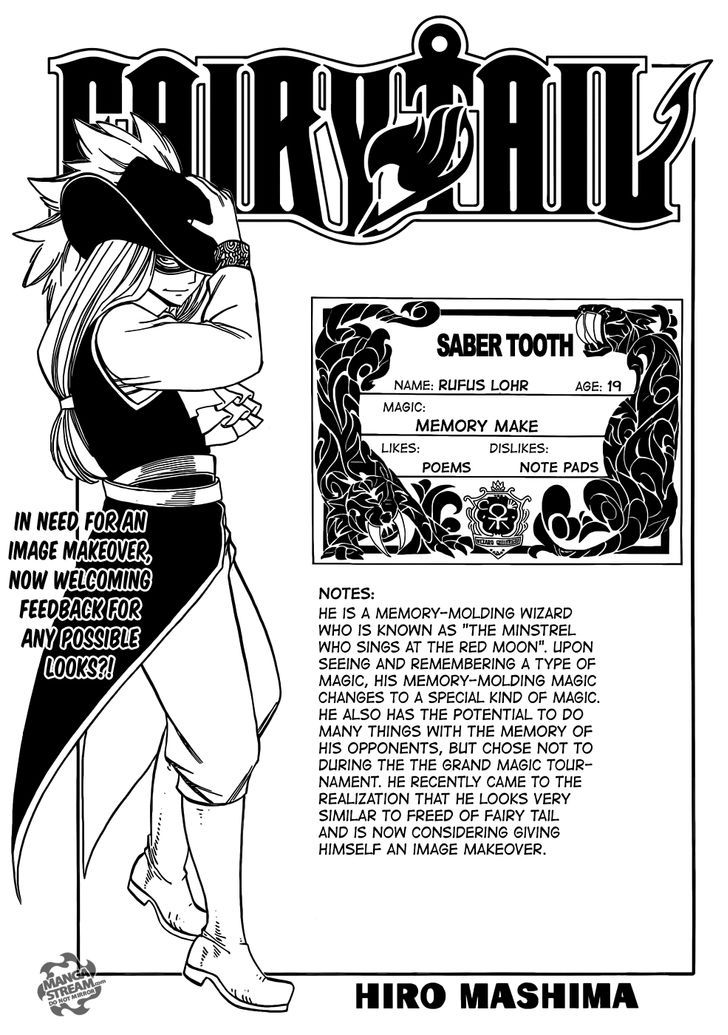 FAIRY TAIL
SABER TOOTH
NAME: RUFUS LOHR AGE: 19
MAGIC:
MEMORY MAKE
LIKES: DISLIKES:
POEMS NOTE PADS
IN NEED FOR AN
IMAGE MAKEOVER,
NOW WELCOMING
FEEDBACK FOR
ANY POSSIBLE
LOOKS?!
NOTES:
HE IS A MEMORY-MOLDING WIZARD
WHO IS KNOWN AS "THE MINSTREL
WHO SINGS AT THE RED MOON". UPON
SEEING AND REMEMBERING A TYPE OF
MAGIC, HIS MEMORY-MOLDING MAGIC
CHANGES TO A SPECIAL KIND OF MAGIC.
HE ALSO HAS THE POTENTIAL TO DO
MANY THINGS WITH THE MEMORY OF
HIS OPPONENTS, BUT CHOSE NOT TO
DURING THE THE GRAND MAGIC TOUR-
NAMENT. HE RECENTLY CAME TO THE
REALIZATION THAT HE LOOKS VERY
SIMILAR TO FREED OF FAIRY TAIL
AND IS NOW CONSIDERING GIVING
HIMSELF AN IMAGE MAKEOVER.
MANGA
STREAM.com
DO NOT MIRROR
HIRO MASHIMA